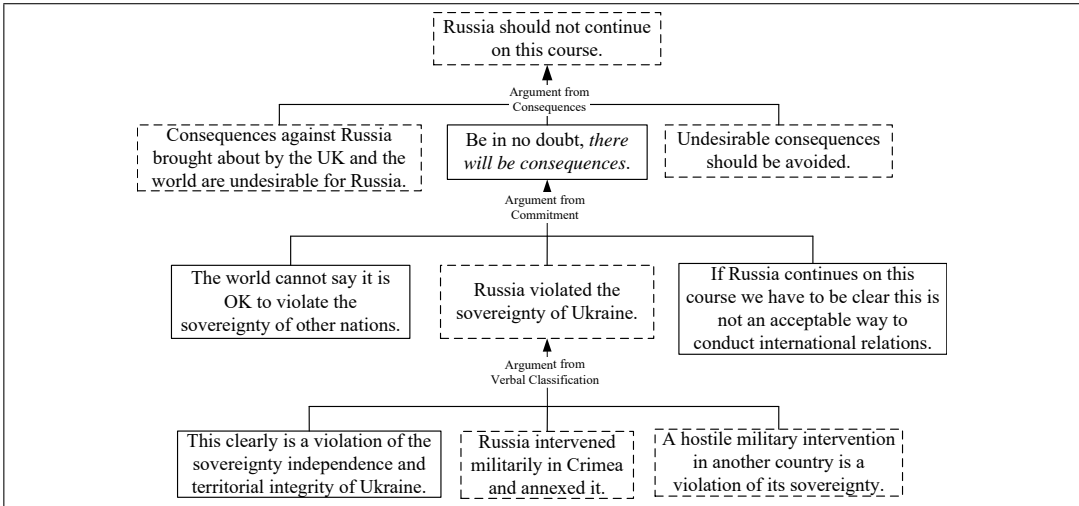 Russia should not continue
on this course.
Argument from
Consequences
Consequences against Russia
brought about by the UK and the
world are undesirable for Russia.
Be in no doubt, there
will be consequences.
Undesirable consequences
should be avoided.
Argument from
Commitment
The world cannot say it is
OK to violate the
sovereignty of other nations.
Russia violated the
sovereignty of Ukraine.
If Russia continues on this
course we have to be clear this is
not an acceptable way to
conduct international relations.
Argument from
Verbal Classification
This clearly is a violation of the
sovereignty independence and
territorial integrity of Ukraine.
Russia intervened
militarily in Crimea
and annexed it.
A hostile military intervention
in another country is a
violation of its sovereignty.